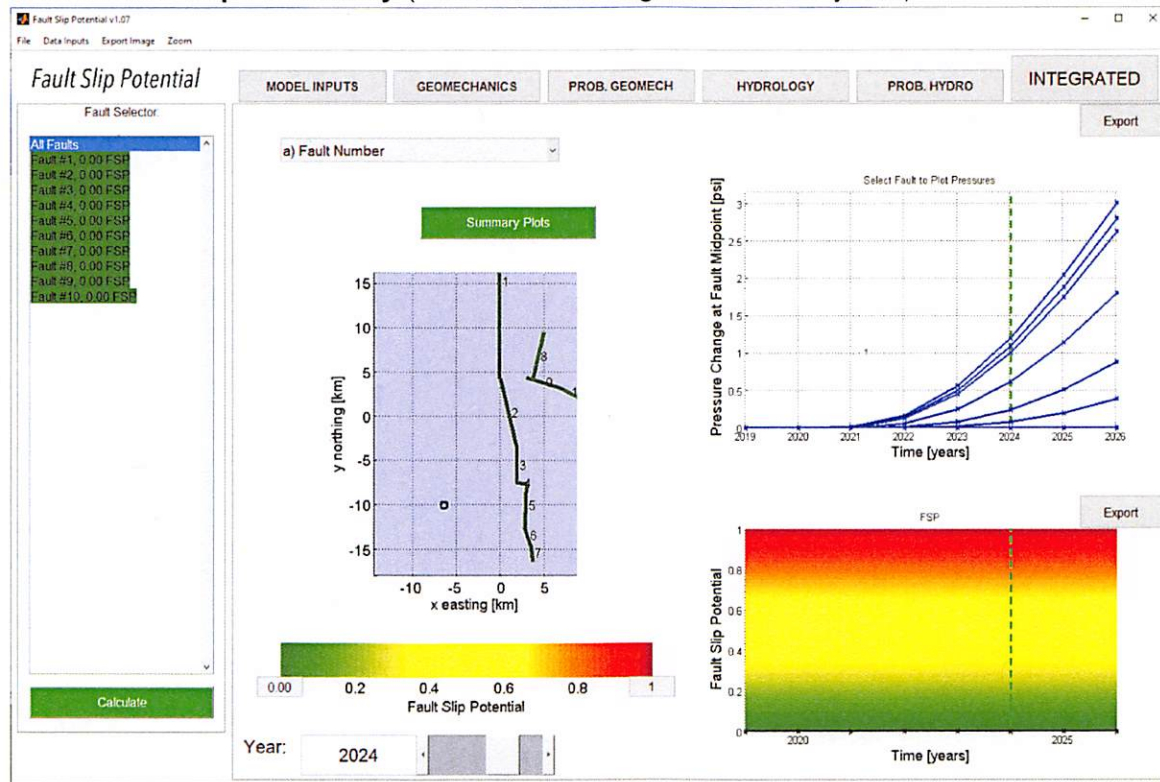 Fault Slip Potential v1.07
File Data Inputs Export Image Zoom
Fault Slip Potential
MODEL INPUTS
GEOMECHANICS
PROB. GEOMECH
HYDROLOGY
PROB. HYDRO
INTEGRATED
Export
Fault Selector:
All Faults
Fault #1, 0.00 FSP
Fault #2, 0.00 FSP
Fault #3, 0.00 FSP
Fault #4, 0.00 FSP
Fault #5, 0.00 FSP
Fault #6, 0.00 FSP
Fault #7, 0.00 FSP
Fault #8, 0.00 FSP
Fault #9, 0.00 FSP
Fault #10, 0.00 FSP
Calculate
a) Fault Number
Summary Plots
15
10
5
0
-5
-10
-15
y northing [km]
1
2
3
5
6
7
8
9
-10 -5 0 5
x easting [km]
0.00 0.2 0.4 0.6 0.8 1
Fault Slip Potential
Year: 2024
Select Fault to Plot Pressures
Pressure Change at Fault Midpoint [psi]
3
2.5
2
1.5
1
0.5
0
2019 2020 2021 2022 2023 2024 2025 2026
Time [years]
Export
FSP
Fault Slip Potential
1
0.8
0.6
0.4
0.2
0
2020 2025
Time [years]